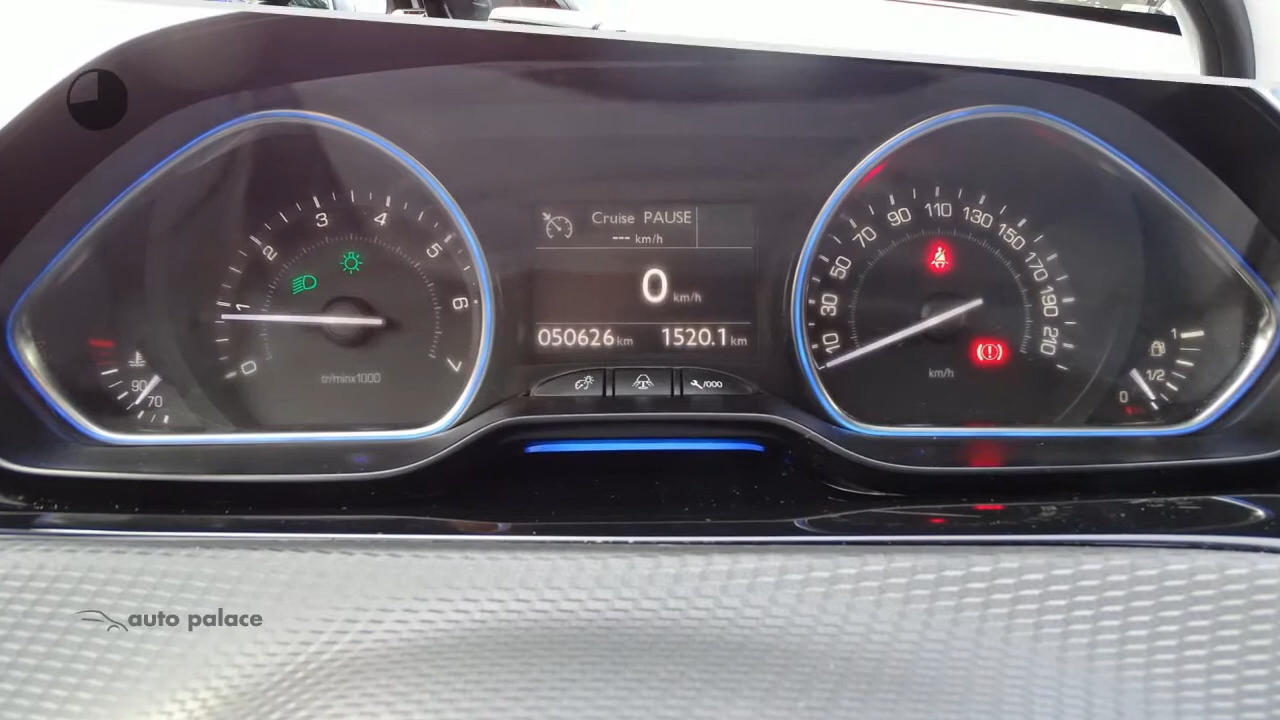 0 1 2 3 4 5 6 7
tr/minx1000
90
70
Cruise PAUSE
--- km/h
0 km/h
050626 km 1520.1 km
/000
10 30 50 70 90 110 130 150 170 190 210
km/h
1
1/2
0
auto palace